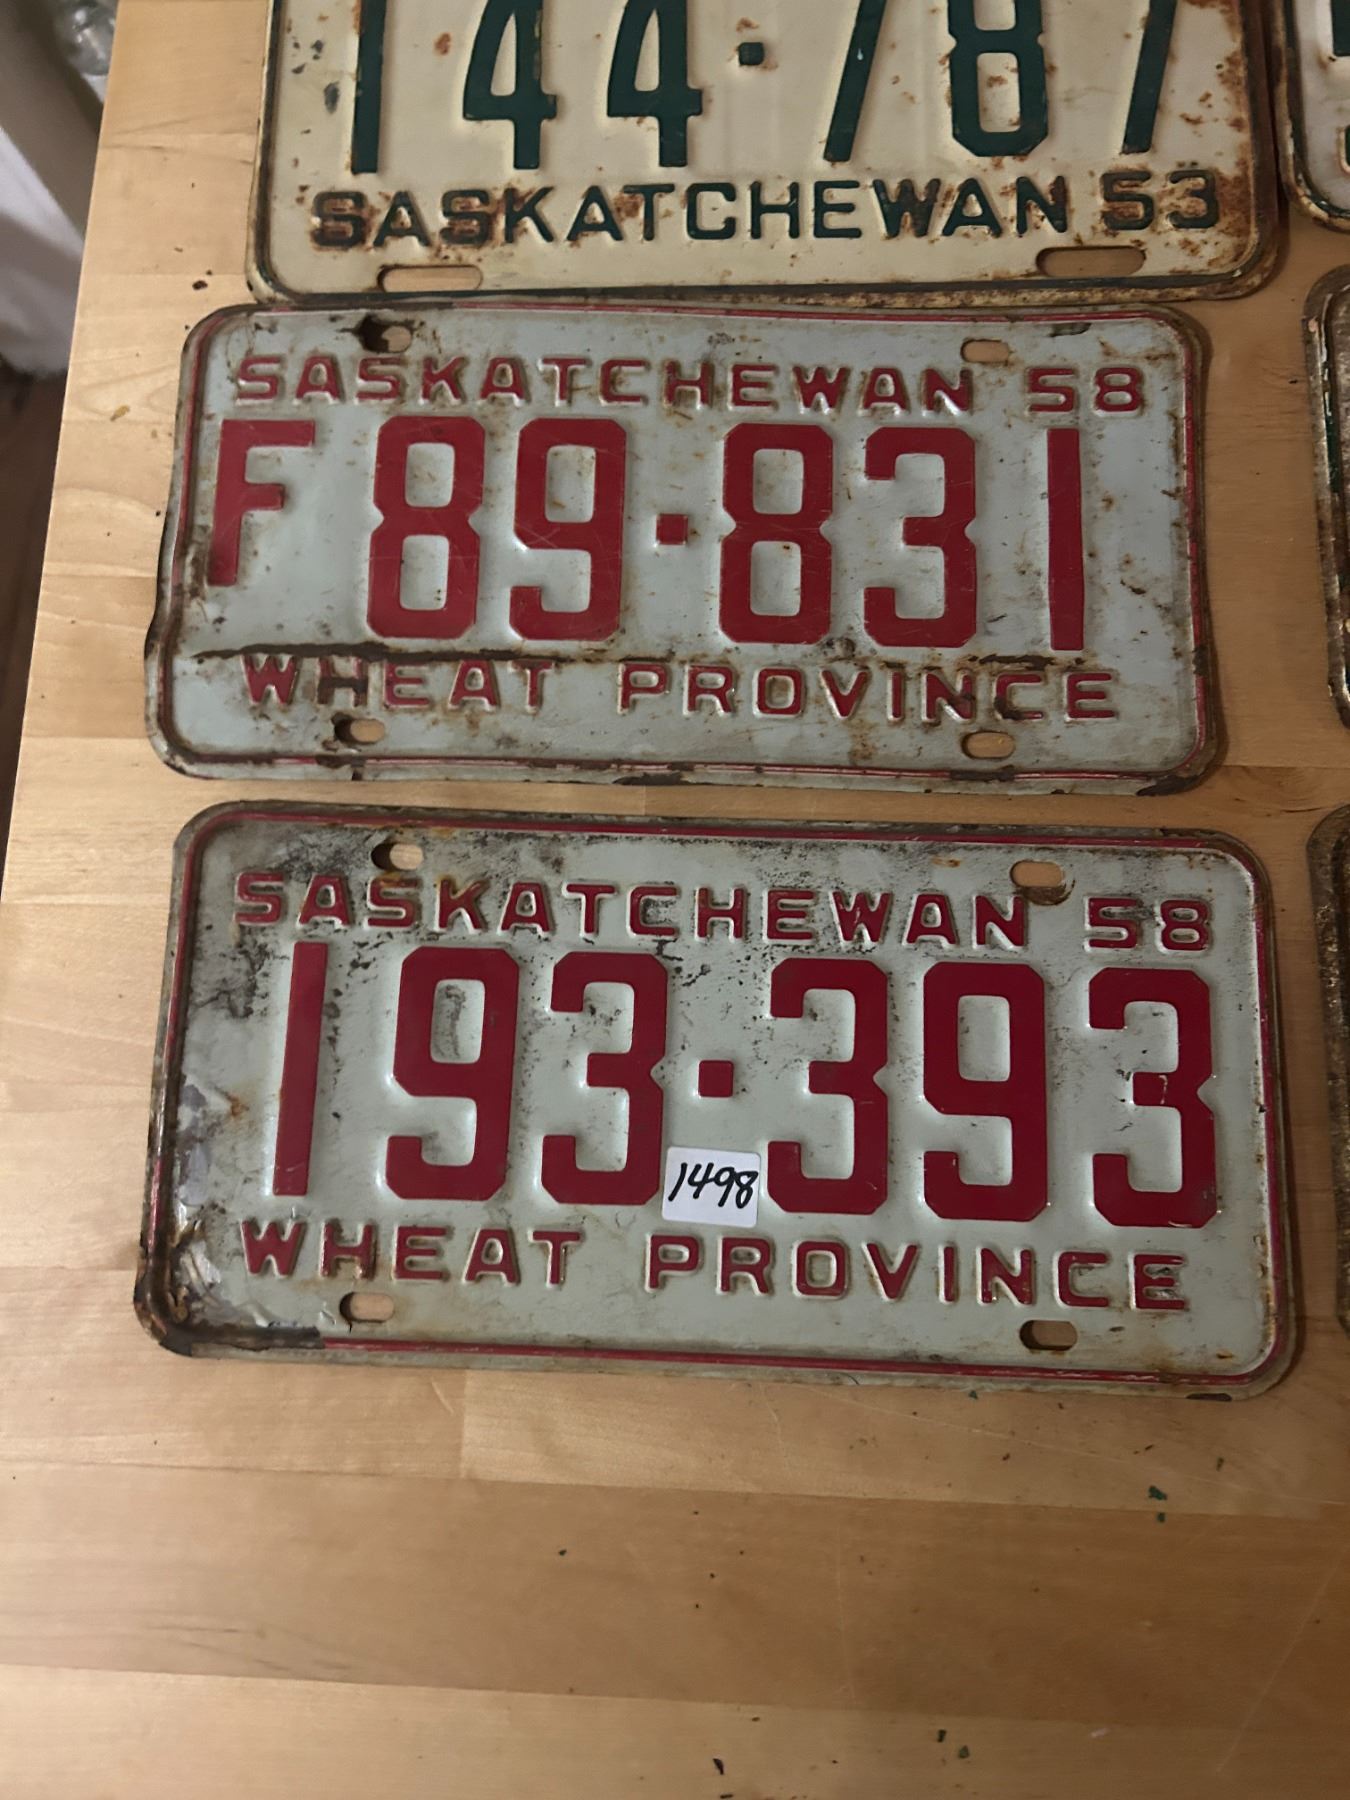 144·787
SASKATCHEWAN 53
SASKATCHEWAN 58
F 89·831
WHEAT PROVINCE
SASKATCHEWAN 58
193·393
1498
WHEAT PROVINCE